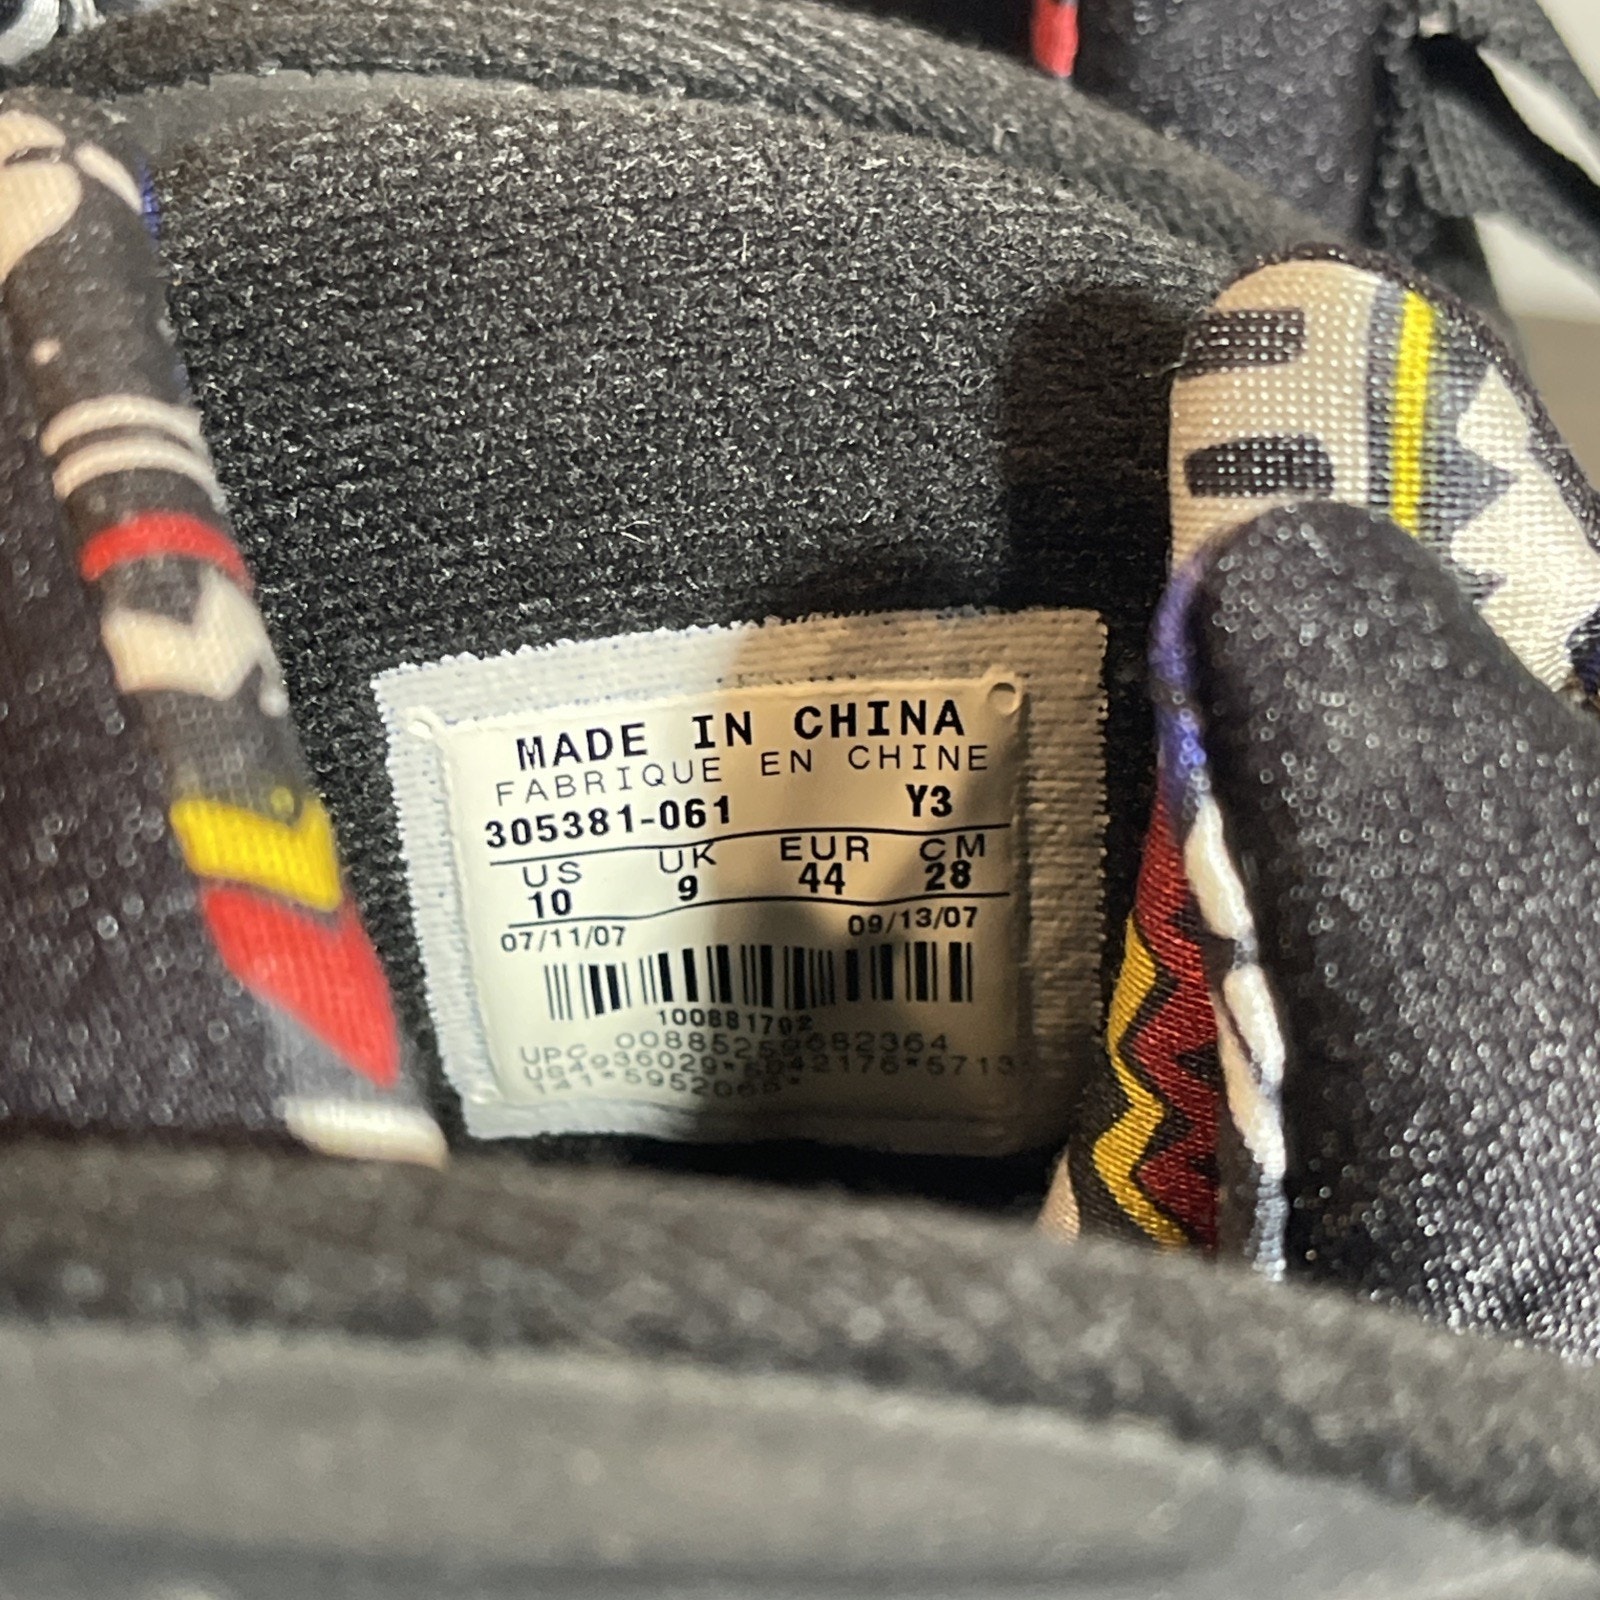 MADE IN CHINA
FABRIQUE EN CHINE
305381-061 Y3
US UK EUR CM
10 9 44 28
07/11/07 09/13/07
UPC